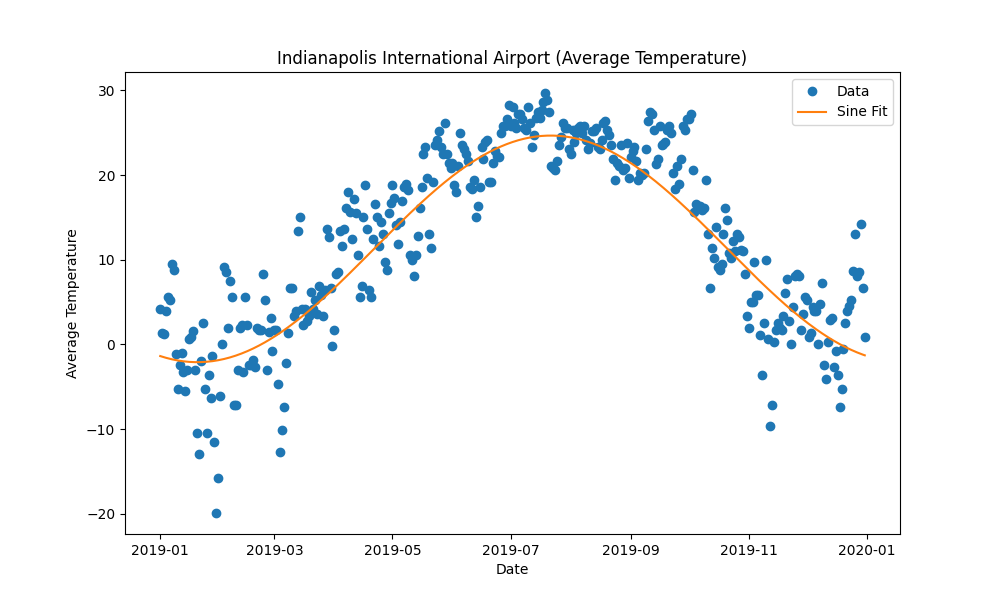 Indianapolis International Airport (Average Temperature)
Data
Sine Fit
Average Temperature
30
20
10
0
−10
−20
2019-01
2019-03
2019-05
2019-07
2019-09
2019-11
2020-01
Date